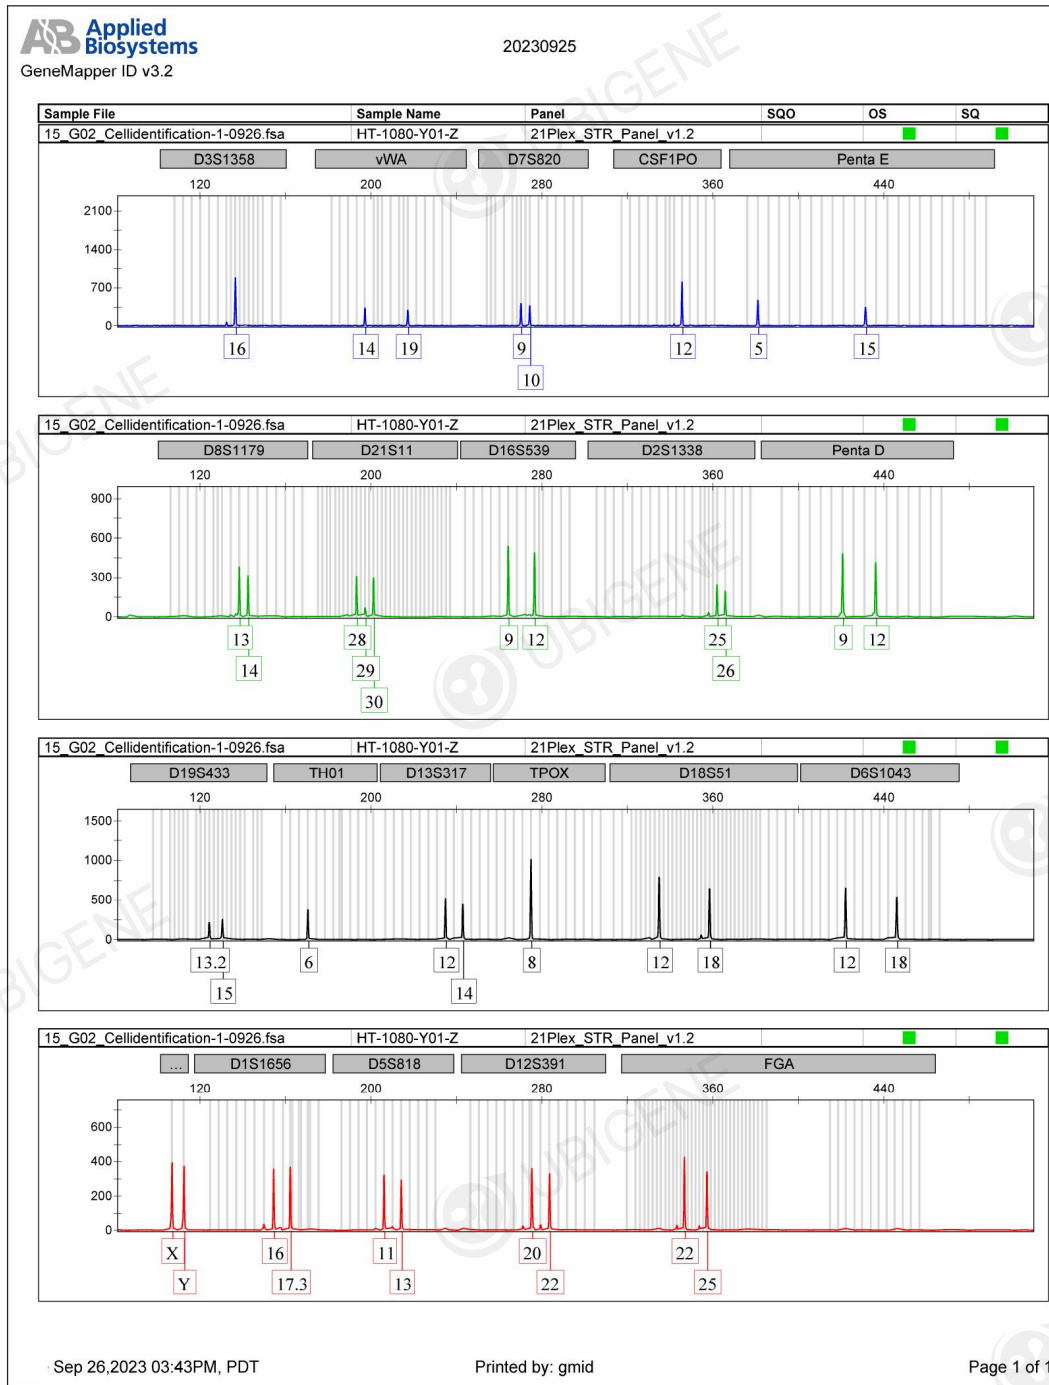 AB Applied
Biosystems
GeneMapper ID v3.2
20230925
Sample File Sample Name Panel SQO OS SQ
15_G02_Cellidentification-1-0926.fsa HT-1080-Y01-Z 21Plex_STR_Panel_v1.2
D3S1358 vWA D7S820 CSF1PO Penta E
120 200 280 360 440
2100
1400
700
0
16 14 19 9 12 5 15
10
15_G02_Cellidentification-1-0926.fsa HT-1080-Y01-Z 21Plex_STR_Panel_v1.2
D8S1179 D21S11 D16S539 D2S1338 Penta D
120 200 280 360 440
900
600
300
0
13 28 9 12 25 9 12
14 29 26
30
15_G02_Cellidentification-1-0926.fsa HT-1080-Y01-Z 21Plex_STR_Panel_v1.2
D19S433 TH01 D13S317 TPOX D18S51 D6S1043
120 200 280 360 440
1500
1000
500
0
13.2 6 12 8 12 18 12 18
15 14
15_G02_Cellidentification-1-0926.fsa HT-1080-Y01-Z 21Plex_STR_Panel_v1.2
... D1S1656 D5S818 D12S391 FGA
120 200 280 360 440
600
400
200
0
X 16 11 20 22
Y 17.3 13 22 25
Sep 26,2023 03:43PM, PDT Printed by: gmid Page 1 of 1
UBIGENE
UBIGENE
UBIGENE
UBIGENE
UBIGENE